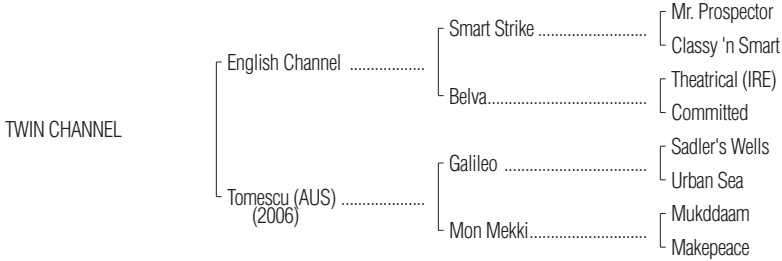 Mr. Prospector
Smart Strike ..........................
Classy 'n Smart
English Channel ..................
Theatrical (IRE)
Belva......................................
Committed
TWIN CHANNEL
Sadler's Wells
Galileo ..................................
Urban Sea
Tomescu (AUS) ....................
(2006)
Mukddaam
Mon Mekki............................
Makepeace